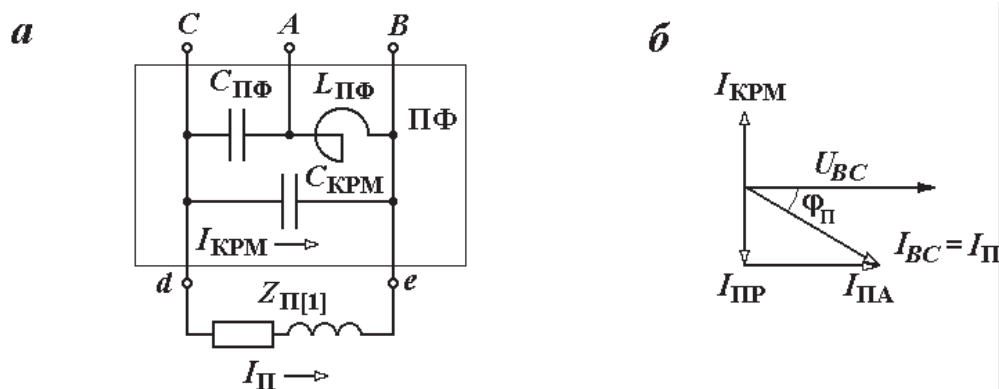 а
C A B
C ПФ
L ПФ
ПФ
C КРМ
I КРМ
d e
Z П[1]
I П
б
I КРМ
U BC
φ П
I BC = I П
I ПР I ПА